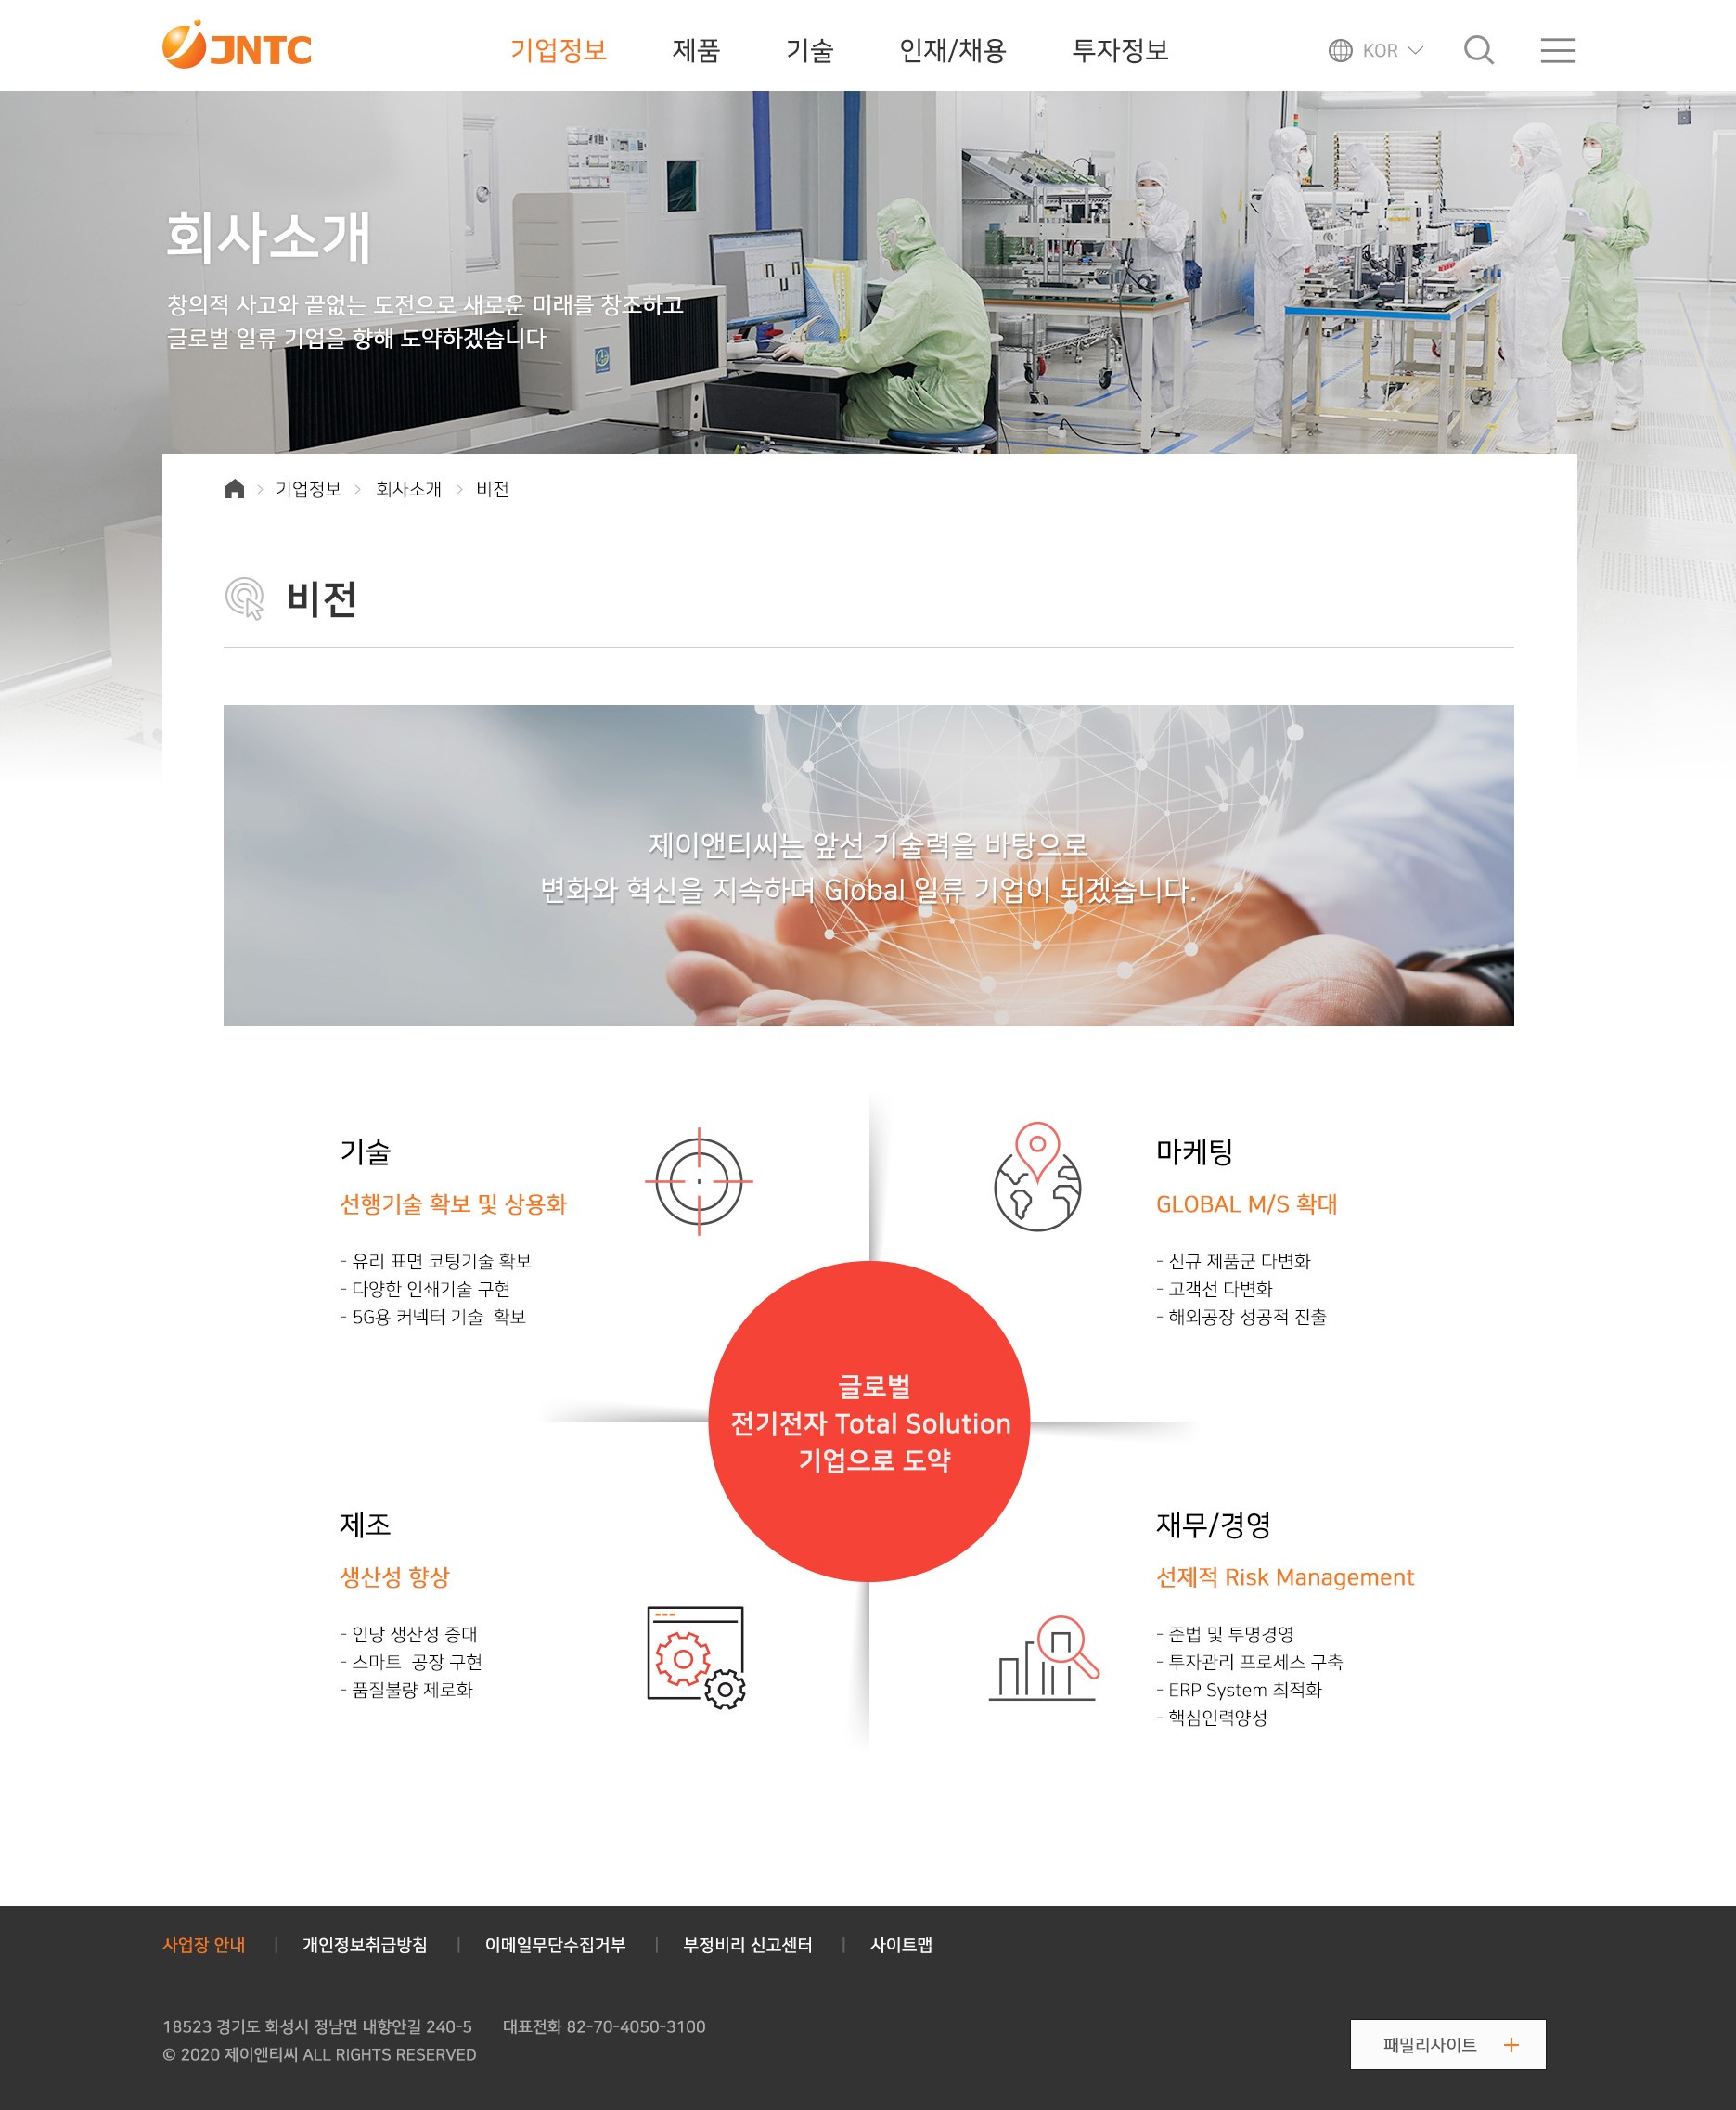 JNTC
기업정보
제품
기술
인재/채용
투자정보
KOR
회사소개
창의적 사고와 끝없는 도전으로 새로운 미래를 창조하고
글로벌 일류 기업을 향해 도약하겠습니다
기업정보 > 회사소개 > 비전
비전
제이앤티씨는 앞선 기술력을 바탕으로
변화와 혁신을 지속하며 Global 일류 기업이 되겠습니다.
기술
선행기술 확보 및 상용화
- 유리 표면 코팅기술 확보
- 다양한 인쇄기술 구현
- 5G용 커넥터 기술 확보
마케팅
GLOBAL M/S 확대
- 신규 제품군 다변화
- 고객선 다변화
- 해외공장 성공적 진출
글로벌
전기전자 Total Solution
기업으로 도약
제조
생산성 향상
- 인당 생산성 증대
- 스마트 공장 구현
- 품질불량 제로화
재무/경영
선제적 Risk Management
- 준법 및 투명경영
- 투자관리 프로세스 구축
- ERP System 최적화
- 핵심인력양성
사업장 안내 | 개인정보취급방침 | 이메일무단수집거부 | 부정비리 신고센터 | 사이트맵
18523 경기도 화성시 정남면 내향안길 240-5 대표전화 82-70-4050-3100
© 2020 제이앤티씨 ALL RIGHTS RESERVED
패밀리사이트 +